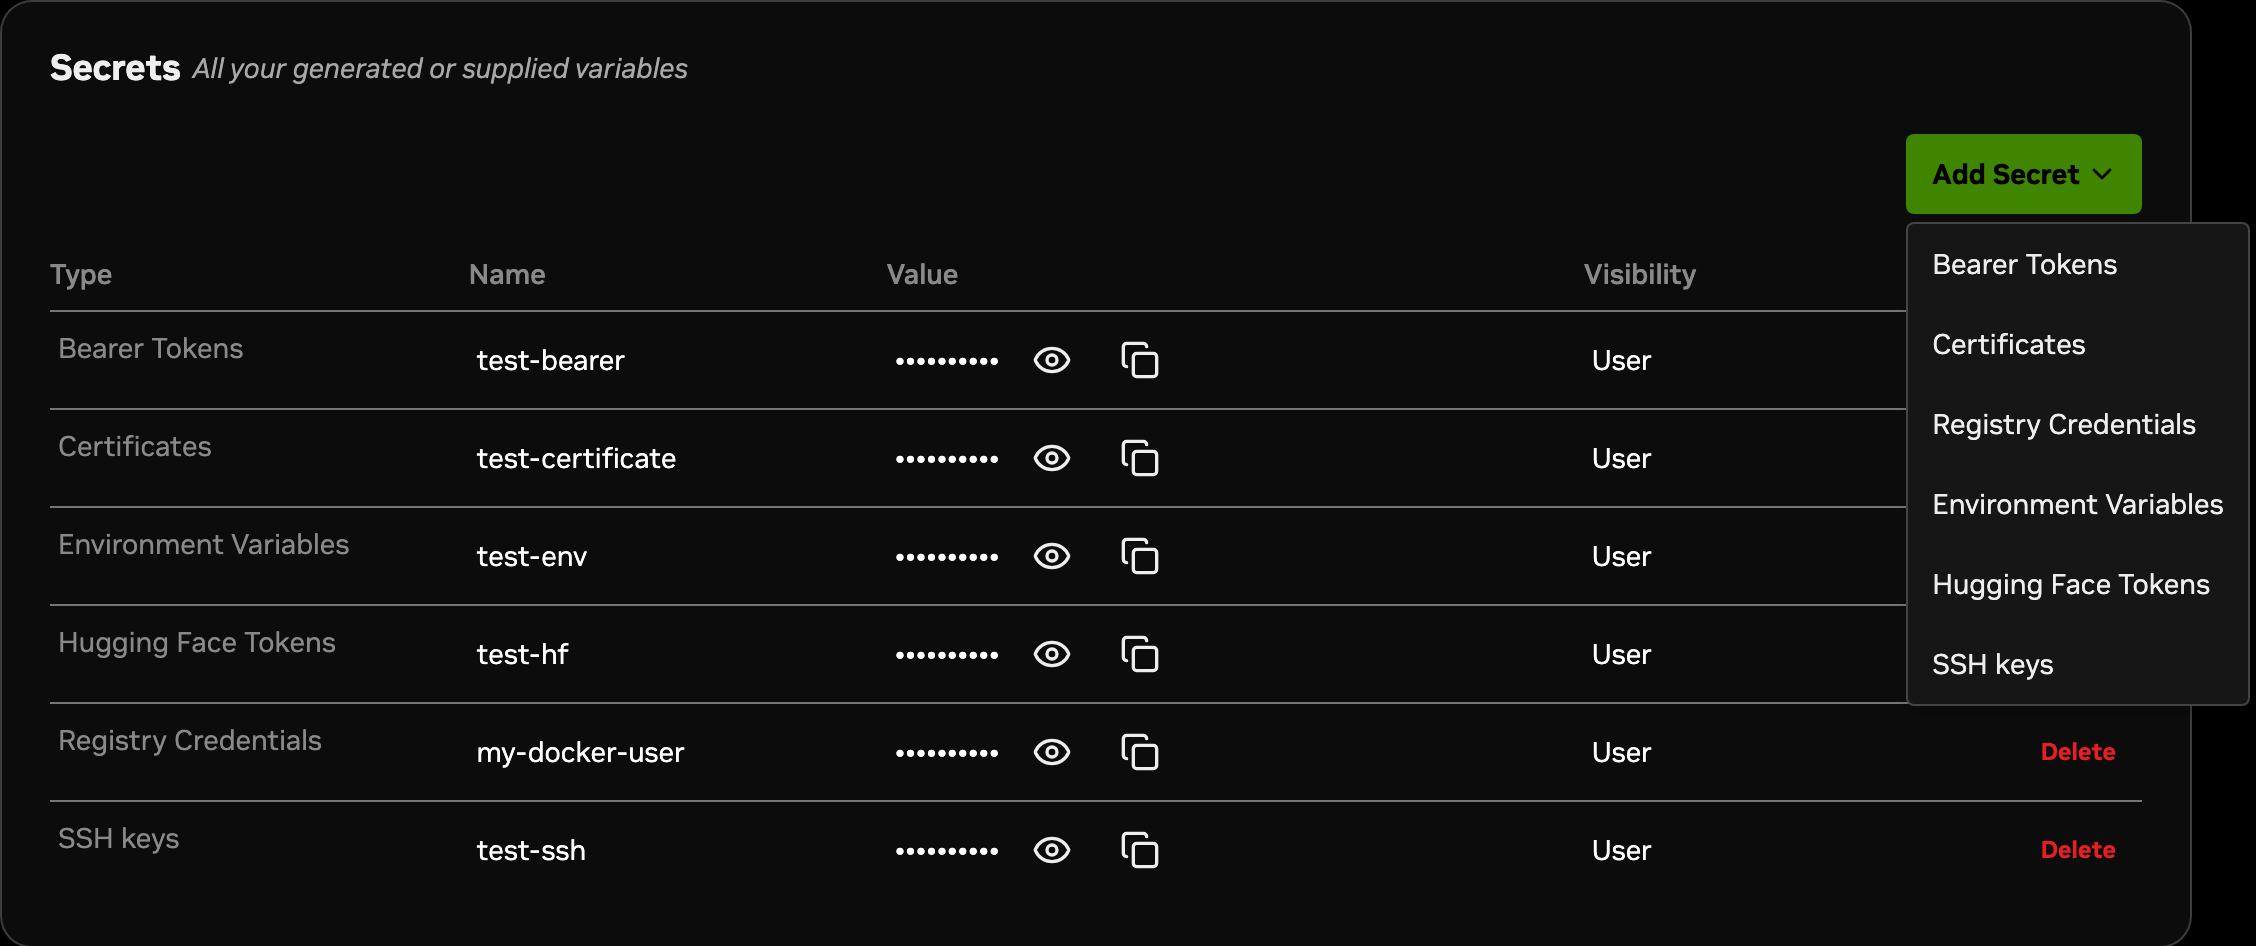 Secrets All your generated or supplied variables
Add Secret
Type Name Value Visibility
Bearer Tokens test-bearer •••••••••• User
Certificates test-certificate •••••••••• User
Environment Variables test-env •••••••••• User
Hugging Face Tokens test-hf •••••••••• User
Registry Credentials my-docker-user •••••••••• User Delete
SSH keys test-ssh •••••••••• User Delete
Bearer Tokens
Certificates
Registry Credentials
Environment Variables
Hugging Face Tokens
SSH keys